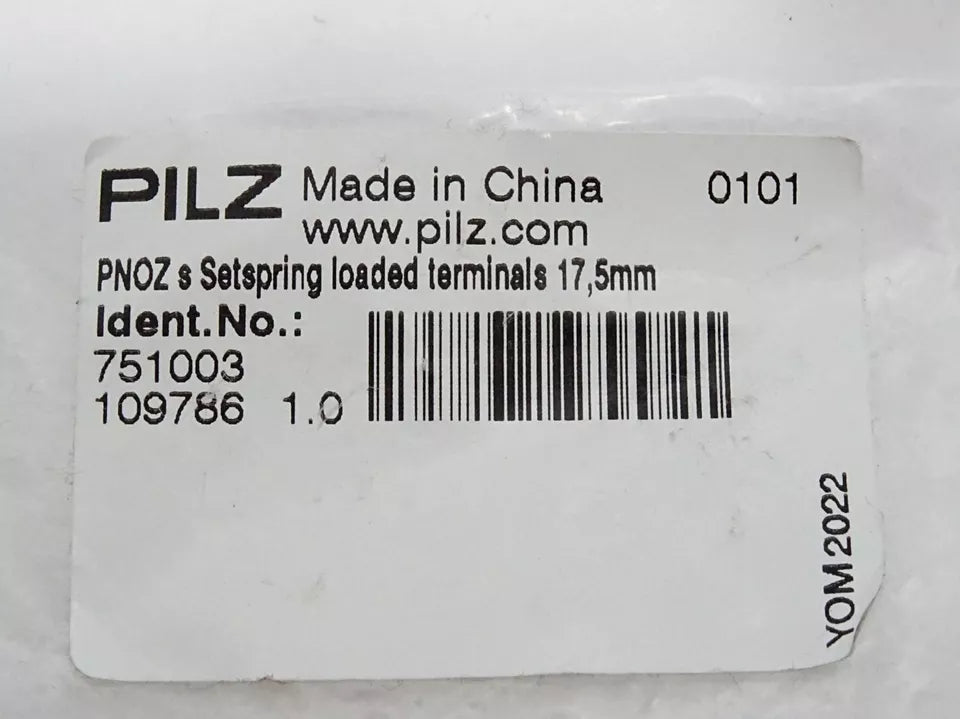 PILZ Made in China 0101
www.pilz.com
PNOZ s Setspring loaded terminals 17,5mm
Ident.No.:
751003
109786 1.0
YOM 2022